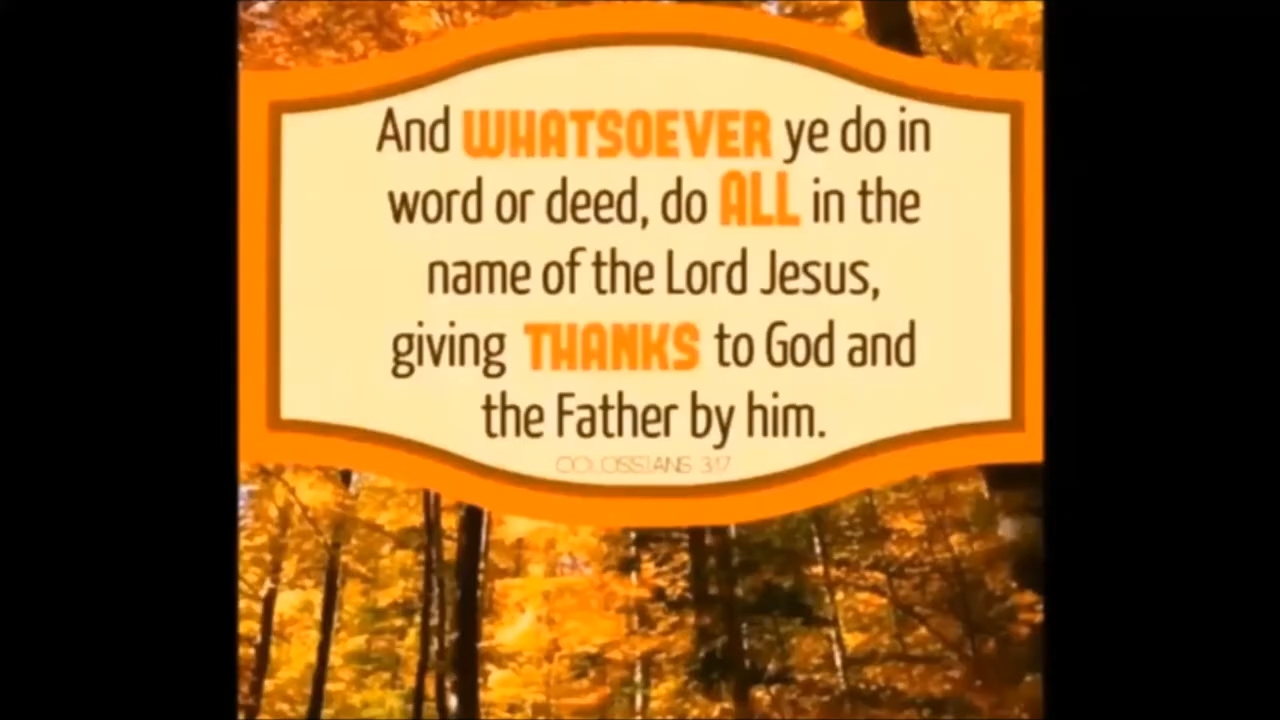 And WHATSOEVER ye do in
word or deed, do ALL in the
name of the Lord Jesus,
giving THANKS to God and
the Father by him.
COLOSSIANS 3:17